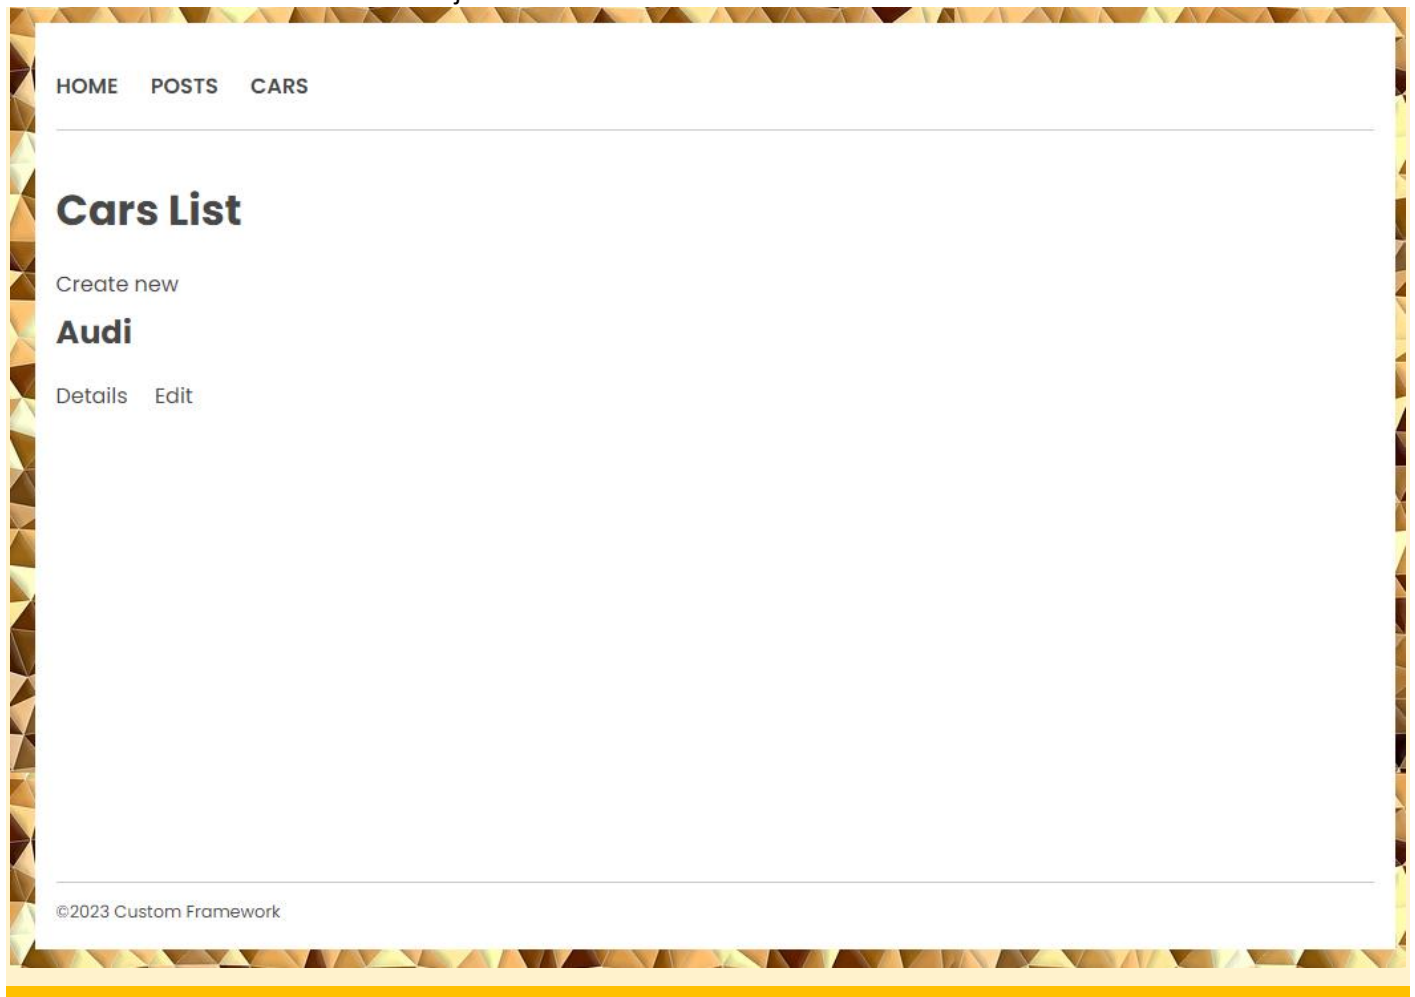 HOME POSTS CARS
Cars List
Create new
Audi
Details Edit
©2023 Custom Framework